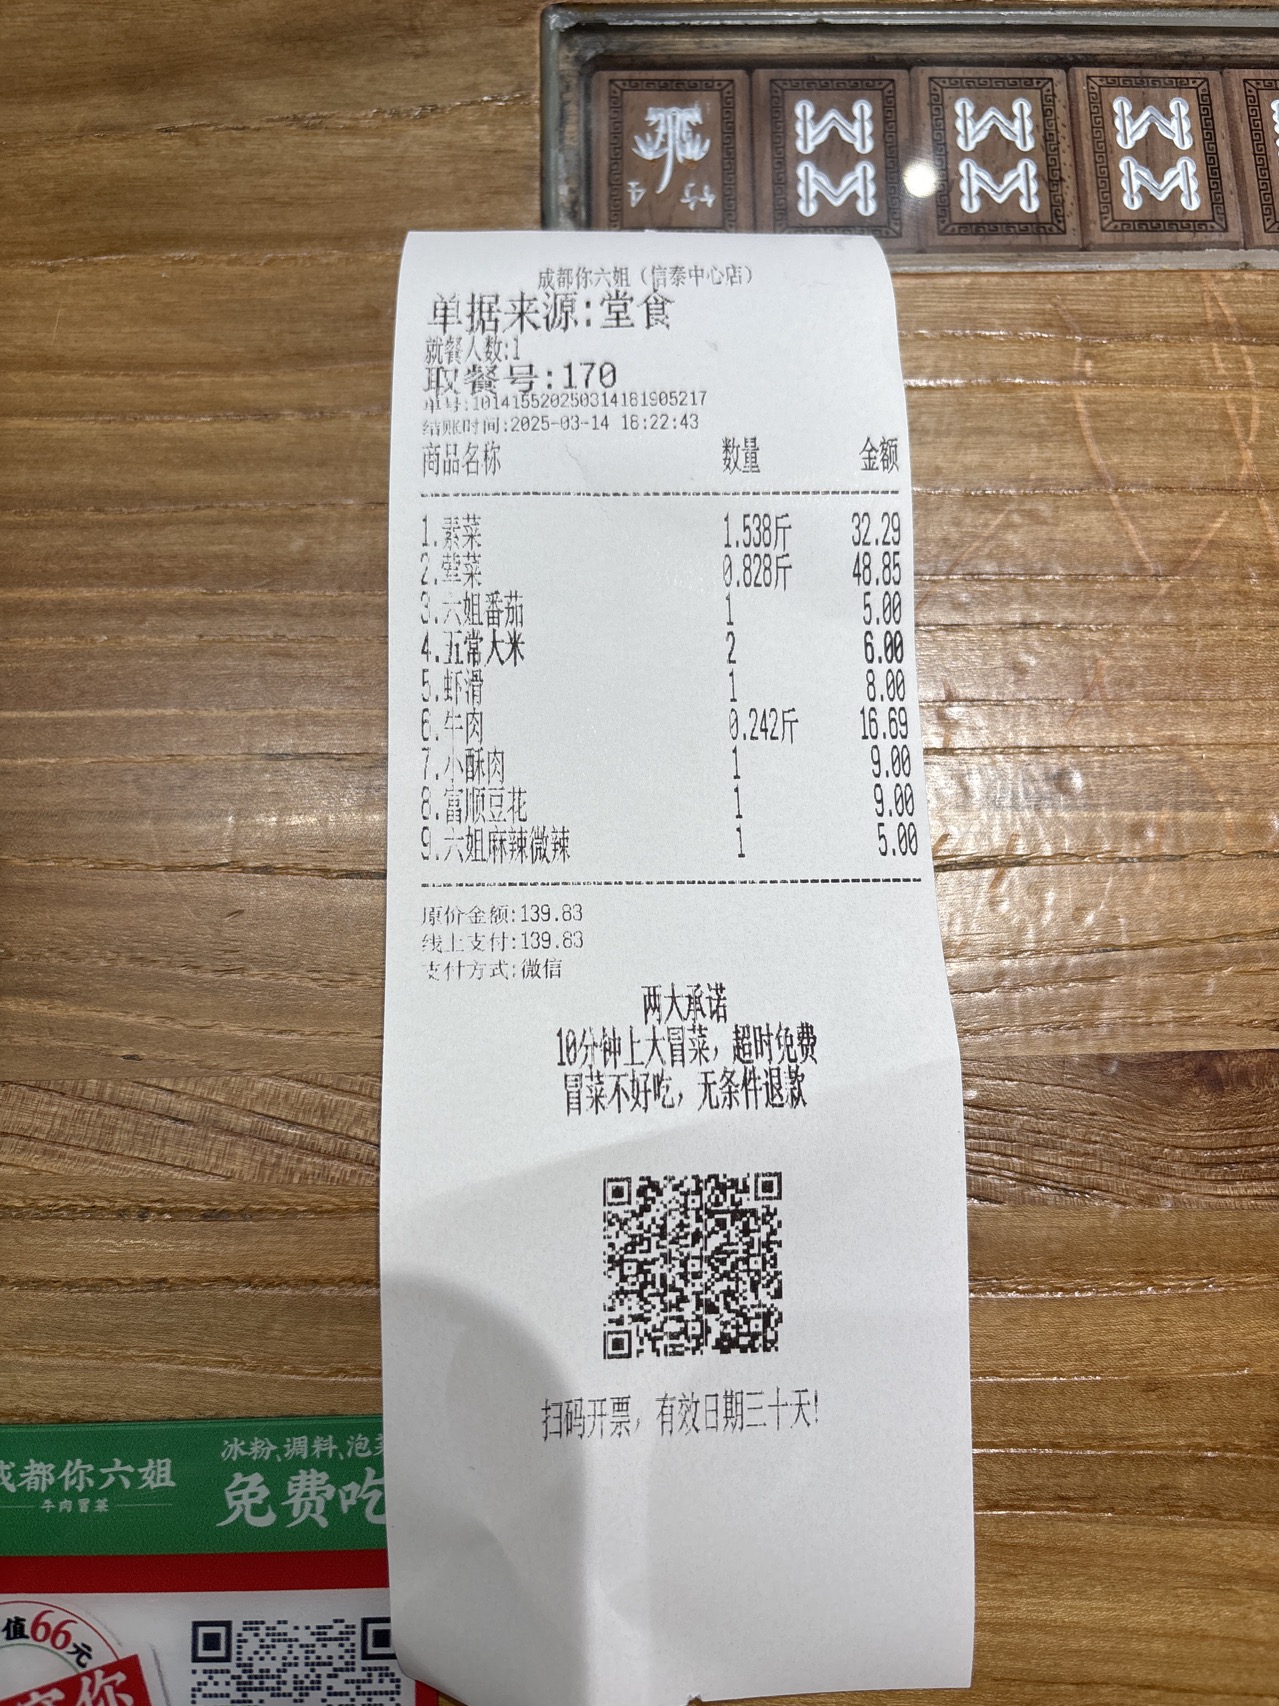 成都你六姐（信泰中心店）
单据来源:堂食
就餐人数:1
取餐号:170
单号:101415520250314181905217
结账时间:2025-03-14 18:22:43
商品名称 数量 金额
1.素菜 1.538斤 32.29
2.荤菜 0.828斤 48.85
3.六姐番茄 1 5.00
4.五常大米 2 6.00
5.虾滑 1 8.00
6.牛肉 0.242斤 16.69
7.小酥肉 1 9.00
8.富顺豆花 1 9.00
9.六姐麻辣微辣 1 5.00
原价金额:139.83
线上支付:139.83
支付方式:微信
两大承诺
10分钟上大冒菜，超时免费
冒菜不好吃，无条件退款
扫码开票，有效日期三十天!
成都你六姐
牛肉冒菜
冰粉、调料、泡菜
免费吃
值66元
你